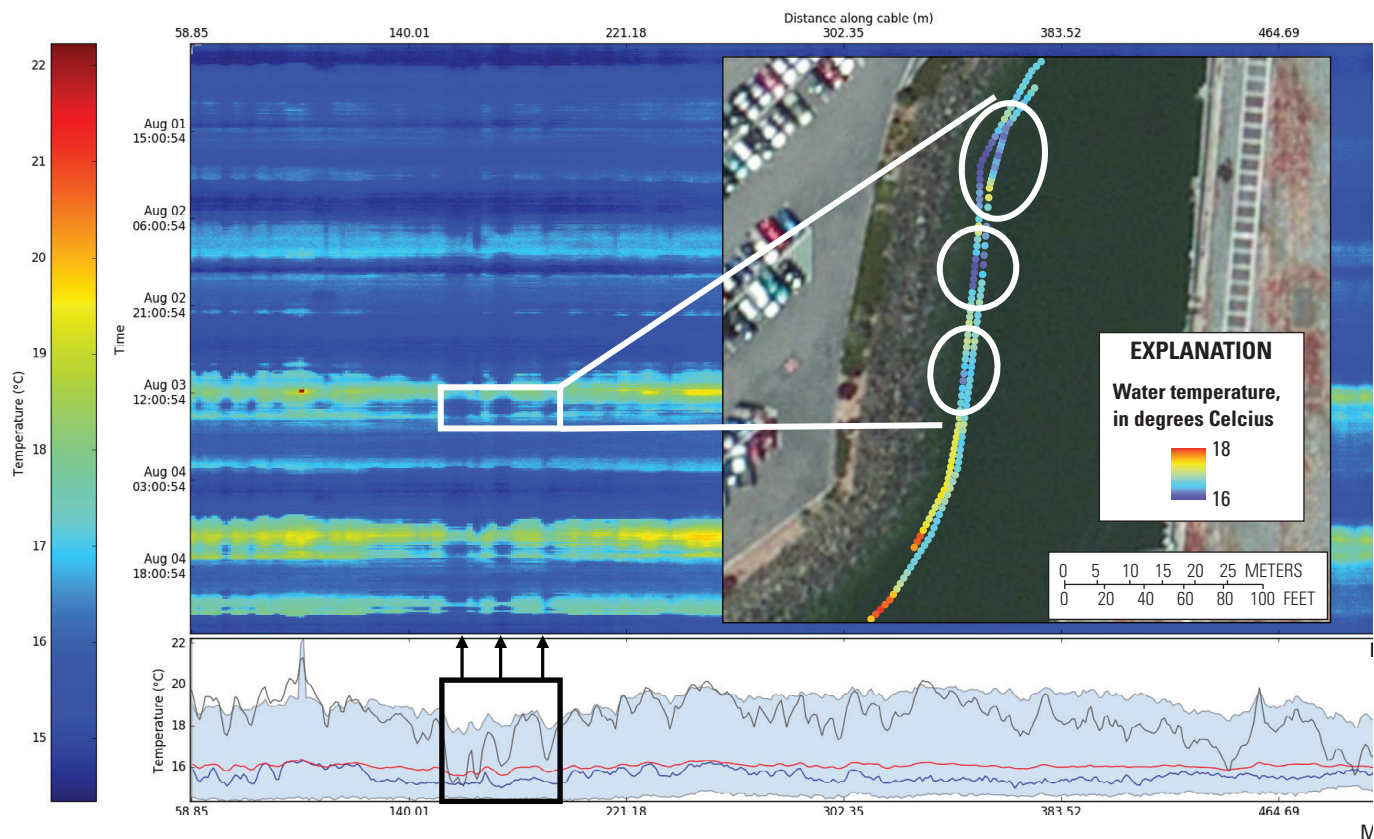 Distance along cable (m)
58.85
140.01
221.18
302.35
383.52
464.69
22
21
20
19
18
17
16
15
Temperature (°C)
Time
Aug 01
15:00:54
Aug 02
06:00:54
Aug 02
21:00:54
Aug 03
12:00:54
Aug 04
03:00:54
Aug 04
18:00:54
EXPLANATION
Water temperature,
in degrees Celcius
18
16
0 5 10 15 20 25 METERS
0 20 40 60 80 100 FEET
Temperature (°C)
22
20
18
16
58.85
140.01
221.18
302.35
383.52
464.69
M